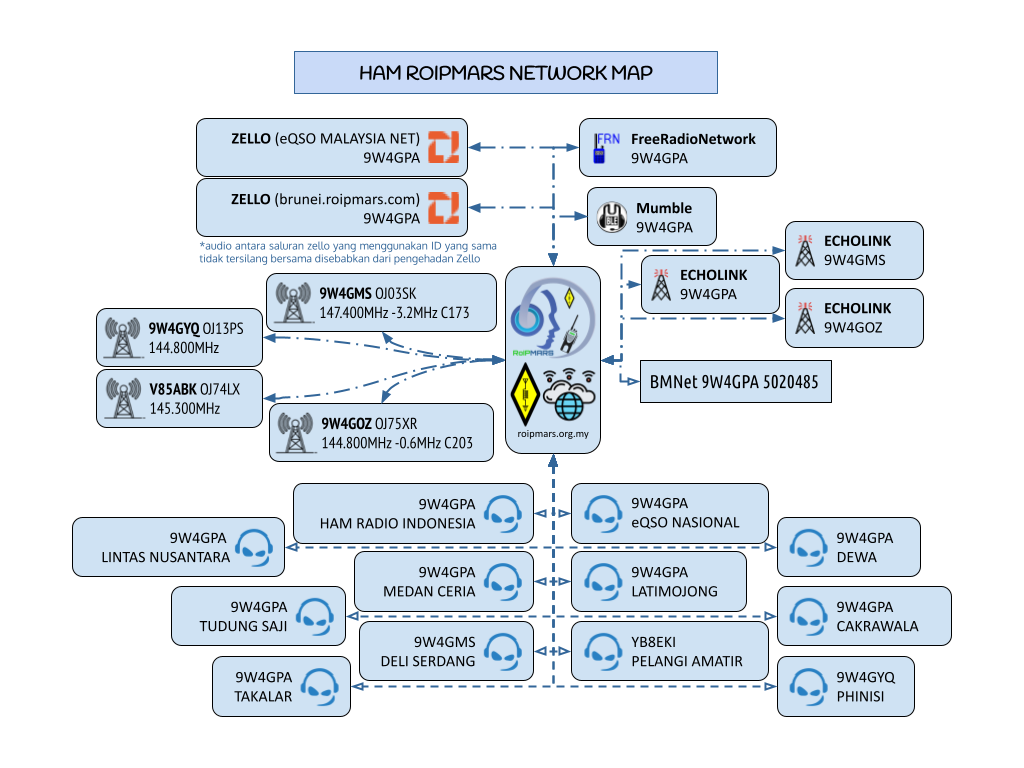 HAM ROIPMARS NETWORK MAP
ZELLO (eQSO MALAYSIA NET)
9W4GPA
FRN
FreeRadioNetwork
9W4GPA
ZELLO (brunei.roipmars.com)
9W4GPA
Mumble
9W4GPA
*audio antara saluran zello yang menggunakan ID yang sama
tidak tersilang bersama disebabkan dari pengehadan Zello
ECHOLINK
9W4GMS
ECHOLINK
9W4GPA
ECHOLINK
9W4GOZ
9W4GMS OJ03SK
147.400MHz -3.2MHz C173
9W4GYQ OJ13PS
144.800MHz
V85ABK OJ74LX
145.300MHz
9W4GOZ OJ75XR
144.800MHz -0.6MHz C203
RoIPMARS
roipmars.org.my
BMNet 9W4GPA 5020485
9W4GPA
HAM RADIO INDONESIA
9W4GPA
eQSO NASIONAL
9W4GPA
LINTAS NUSANTARA
9W4GPA
DEWA
9W4GPA
MEDAN CERIA
9W4GPA
LATIMOJONG
9W4GPA
TUDUNG SAJI
9W4GPA
CAKRAWALA
9W4GMS
DELI SERDANG
YB8EKI
PELANGI AMATIR
9W4GPA
TAKALAR
9W4GYQ
PHINISI